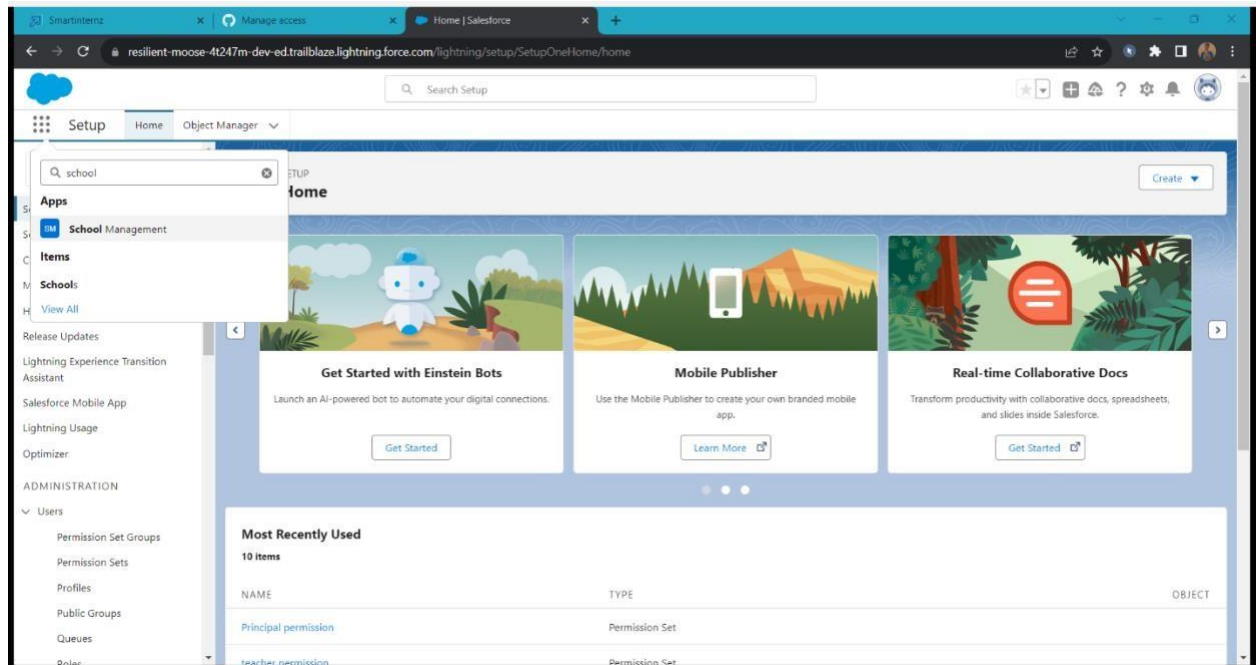 Smartinternz
Manage access
Home | Salesforce
resilient-moose-4t247m-dev-ed.trailblaze.lightning.force.com/lightning/setup/SetupOneHome/home
Search Setup
Setup
Home
Object Manager
school
Apps
SM
School Management
Items
Schools
View All
Release Updates
Lightning Experience Transition
Assistant
Salesforce Mobile App
Lightning Usage
Optimizer
ADMINISTRATION
Users
Permission Set Groups
Permission Sets
Profiles
Public Groups
Queues
Roles
ETUP
Home
Create
Get Started with Einstein Bots
Launch an AI-powered bot to automate your digital connections.
Get Started
Mobile Publisher
Use the Mobile Publisher to create your own branded mobile
app.
Learn More
Real-time Collaborative Docs
Transform productivity with collaborative docs, spreadsheets,
and slides inside Salesforce.
Get Started
Most Recently Used
10 items
NAME TYPE OBJECT
Principal permission Permission Set
teacher permission Permission Set